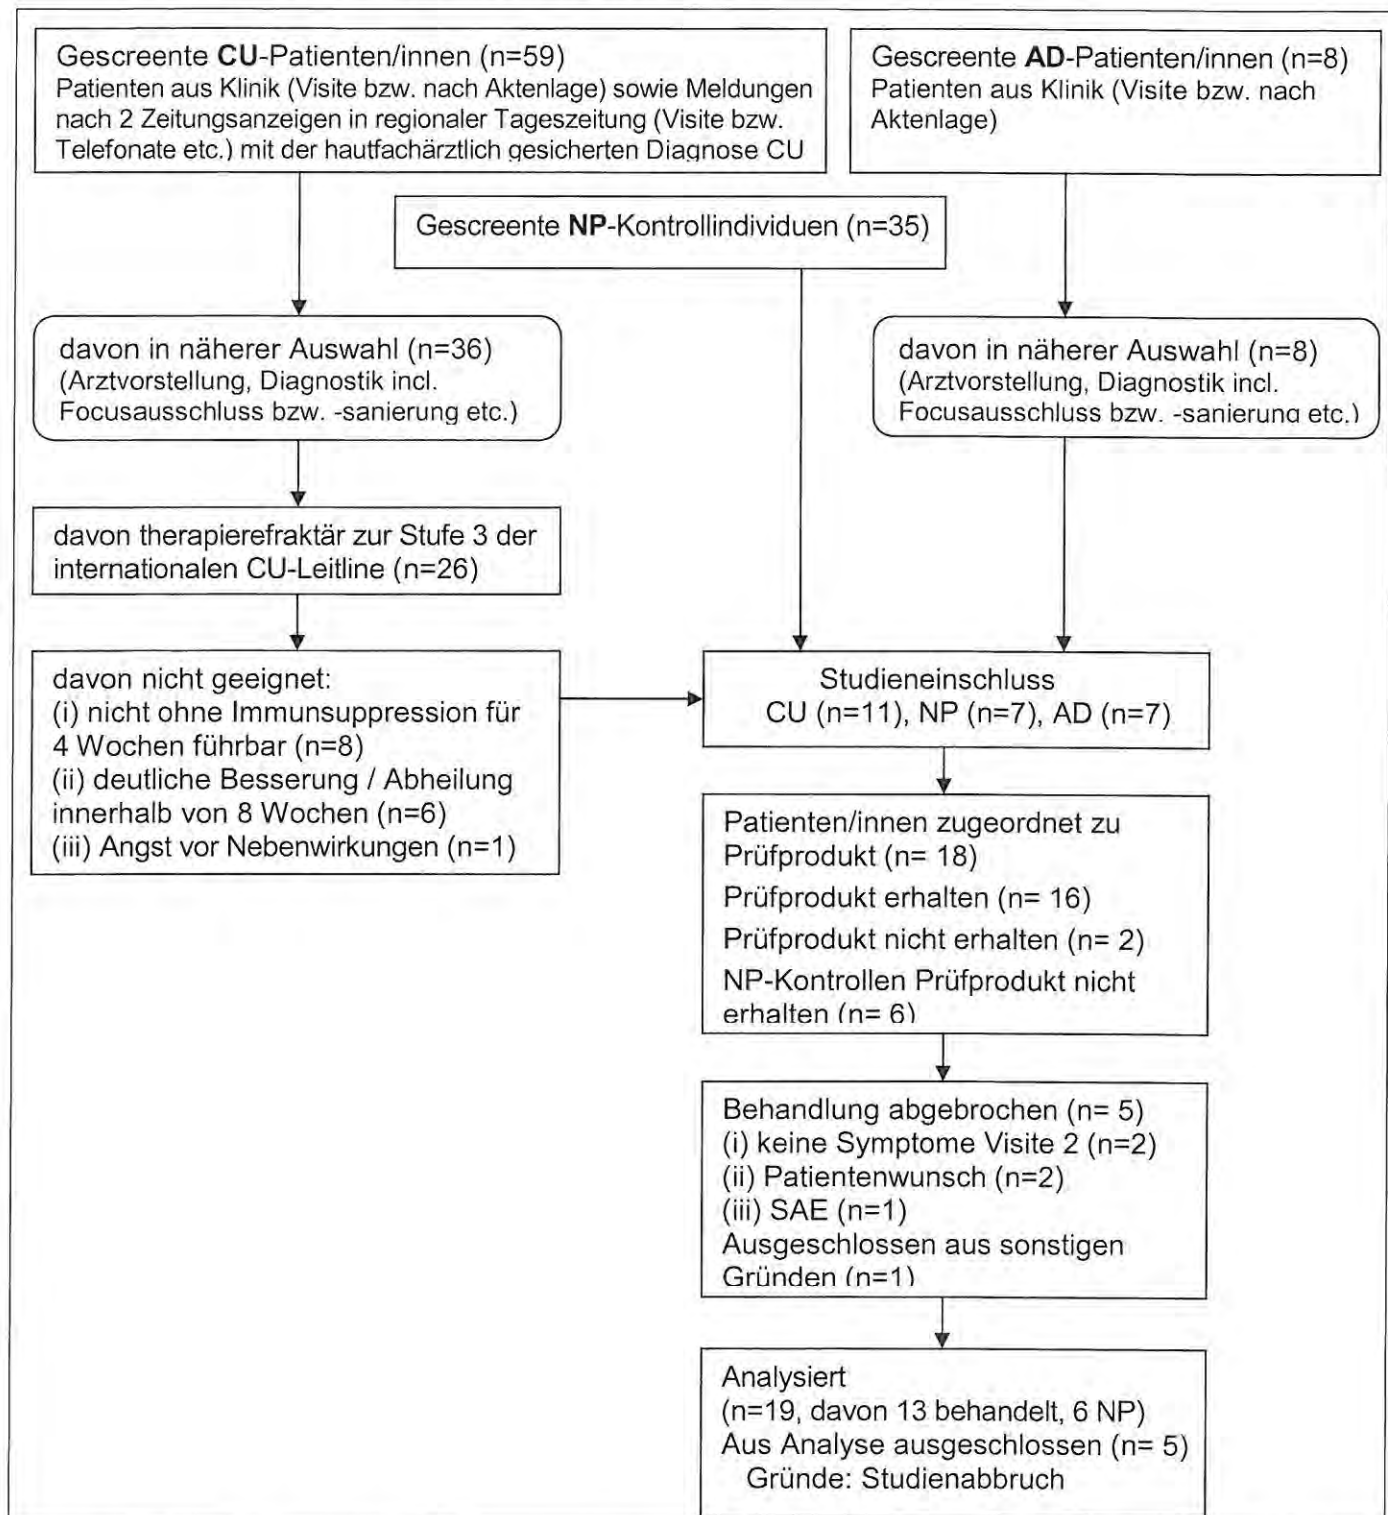 Gescreente CU-Patienten/innen (n=59)
Patienten aus Klinik (Visite bzw. nach Aktenlage) sowie Meldungen
nach 2 Zeitungsanzeigen in regionaler Tageszeitung (Visite bzw.
Telefonate etc.) mit der hautfachärztlich gesicherten Diagnose CU
Gescreente AD-Patienten/innen (n=8)
Patienten aus Klinik (Visite bzw. nach
Aktenlage)
Gescreente NP-Kontrollindividuen (n=35)
davon in näherer Auswahl (n=36)
(Arztvorstellung, Diagnostik incl.
Focusausschluss bzw. -sanierung etc.)
davon in näherer Auswahl (n=8)
(Arztvorstellung, Diagnostik incl.
Focusausschluss bzw. -sanierung etc.)
davon therapierefraktär zur Stufe 3 der
internationalen CU-Leitline (n=26)
davon nicht geeignet:
(i) nicht ohne Immunsuppression für
4 Wochen führbar (n=8)
(ii) deutliche Besserung / Abheilung
innerhalb von 8 Wochen (n=6)
(iii) Angst vor Nebenwirkungen (n=1)
Studieneinschluss
CU (n=11), NP (n=7), AD (n=7)
Patienten/innen zugeordnet zu
Prüfprodukt (n= 18)
Prüfprodukt erhalten (n= 16)
Prüfprodukt nicht erhalten (n= 2)
NP-Kontrollen Prüfprodukt nicht
erhalten (n= 6)
Behandlung abgebrochen (n= 5)
(i) keine Symptome Visite 2 (n=2)
(ii) Patientenwunsch (n=2)
(iii) SAE (n=1)
Ausgeschlossen aus sonstigen
Gründen (n=1)
Analysiert
(n=19, davon 13 behandelt, 6 NP)
Aus Analyse ausgeschlossen (n= 5)
Gründe: Studienabbruch